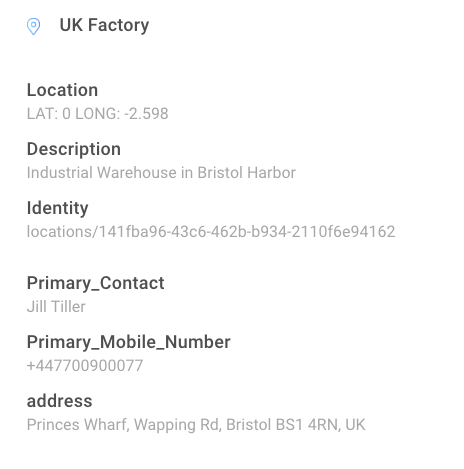 UK Factory
Location
LAT: 0 LONG: -2.598
Description
Industrial Warehouse in Bristol Harbor
Identity
locations/141fba96-43c6-462b-b934-2110f6e94162
Primary_Contact
Jill Tiller
Primary_Mobile_Number
+447700900077
address
Princes Wharf, Wapping Rd, Bristol BS1 4RN, UK